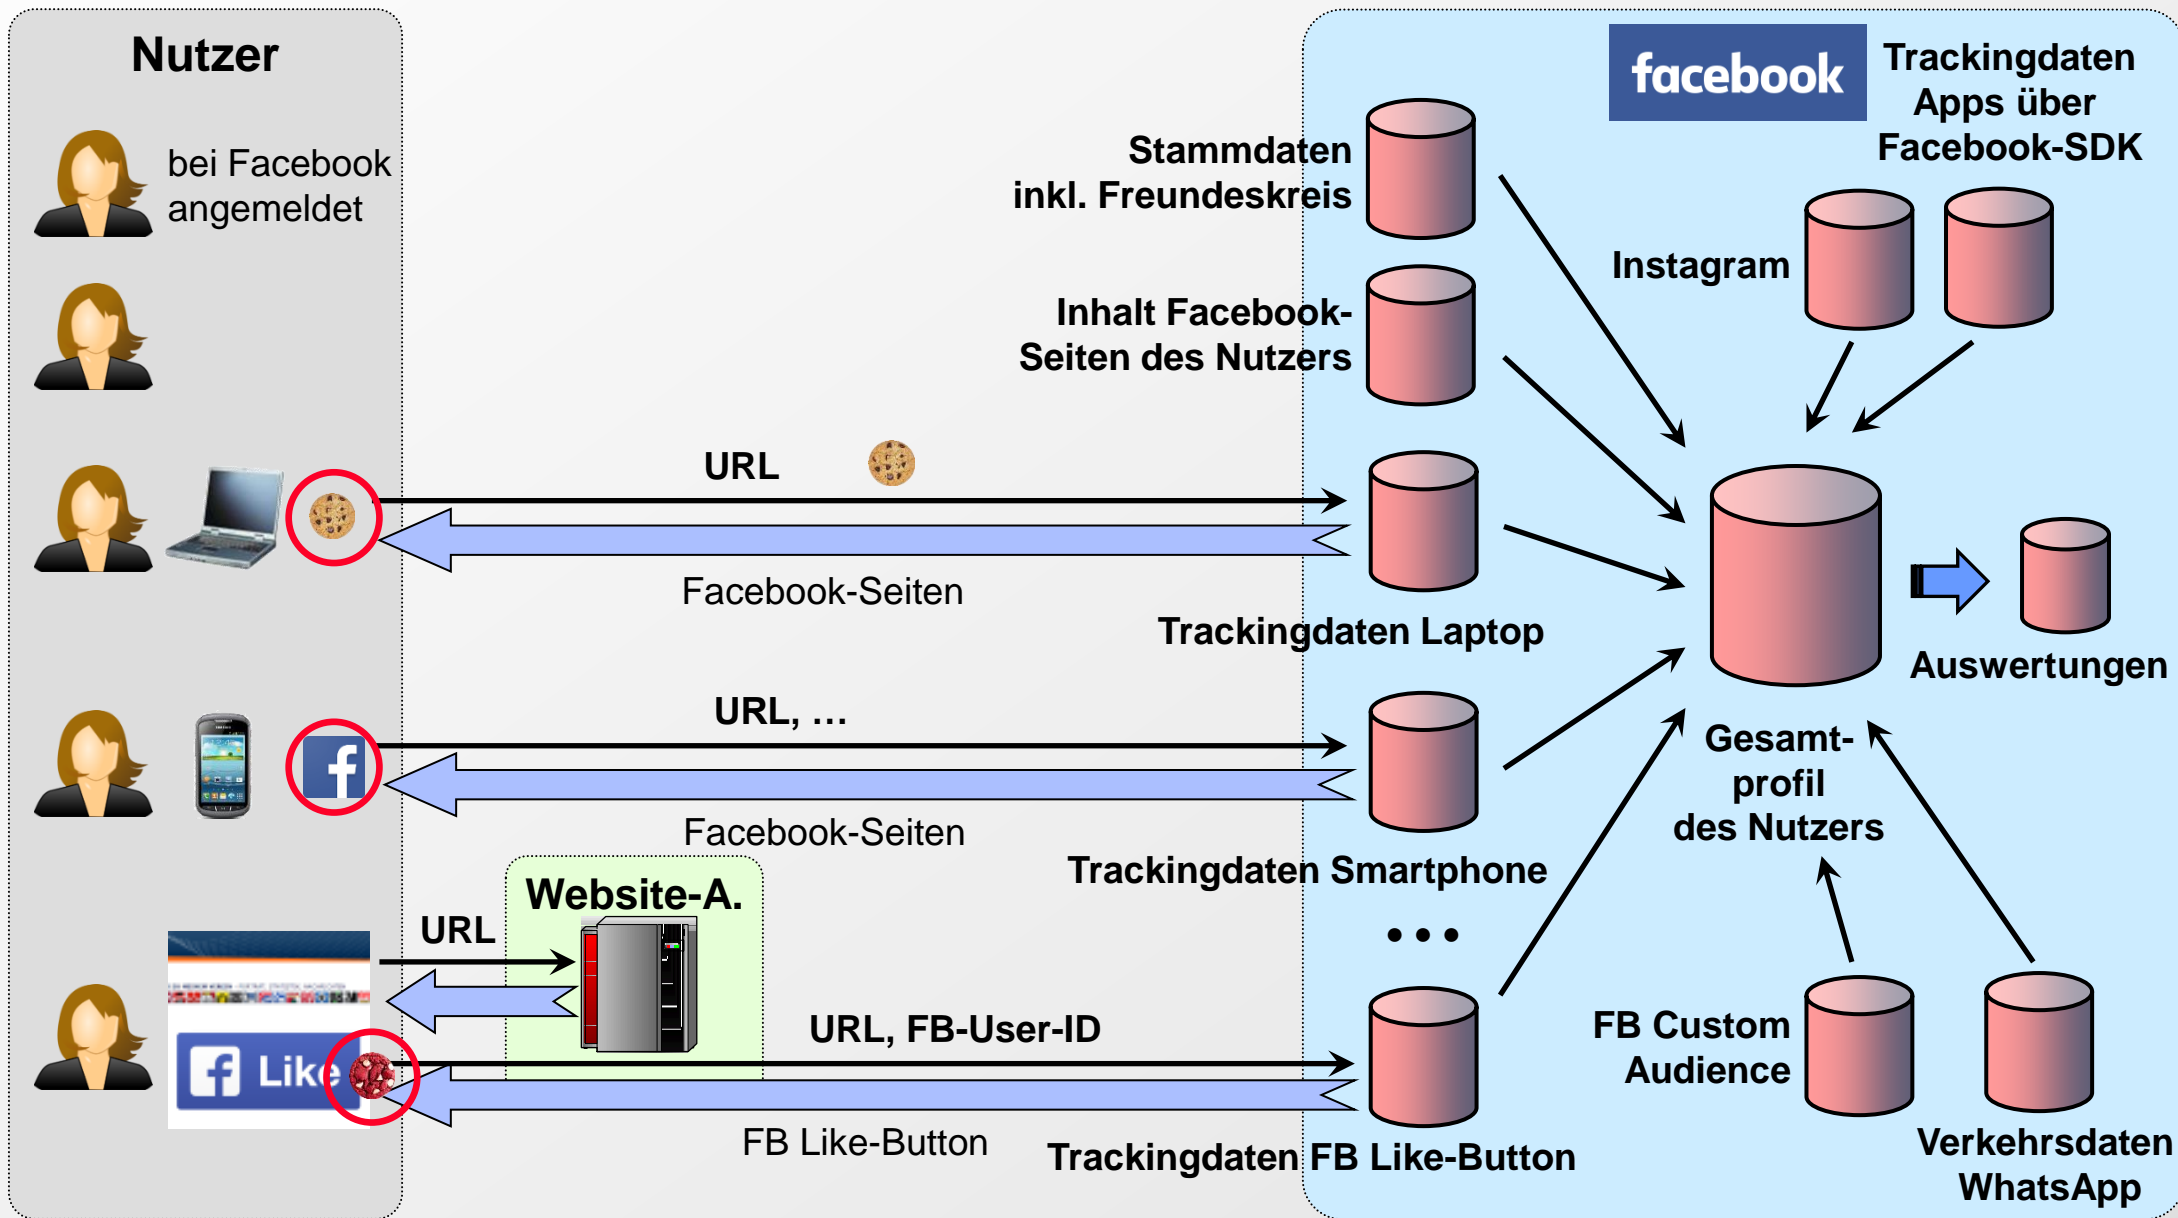 Nutzer
bei Facebook
angemeldet
facebook
Trackingdaten
Apps über
Facebook-SDK
Stammdaten
inkl. Freundeskreis
Instagram
Inhalt Facebook-
Seiten des Nutzers
URL
Facebook-Seiten
Trackingdaten Laptop
Auswertungen
URL, …
Facebook-Seiten
Trackingdaten Smartphone
Gesamt-
profil
des Nutzers
Website-A.
URL
• • •
URL, FB-User-ID
f Like
FB Like-Button
Trackingdaten FB Like-Button
FB Custom
Audience
Verkehrsdaten
WhatsApp